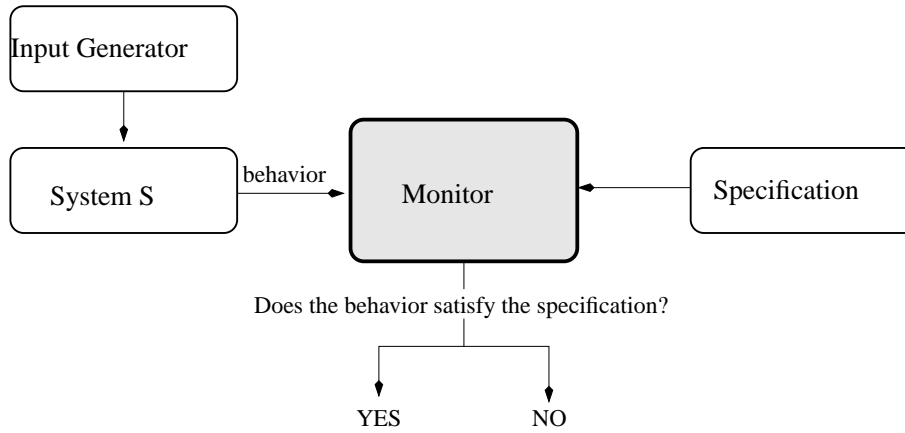 Input Generator
System S
behavior
Monitor
Specification
Does the behavior satisfy the specification?
YES
NO